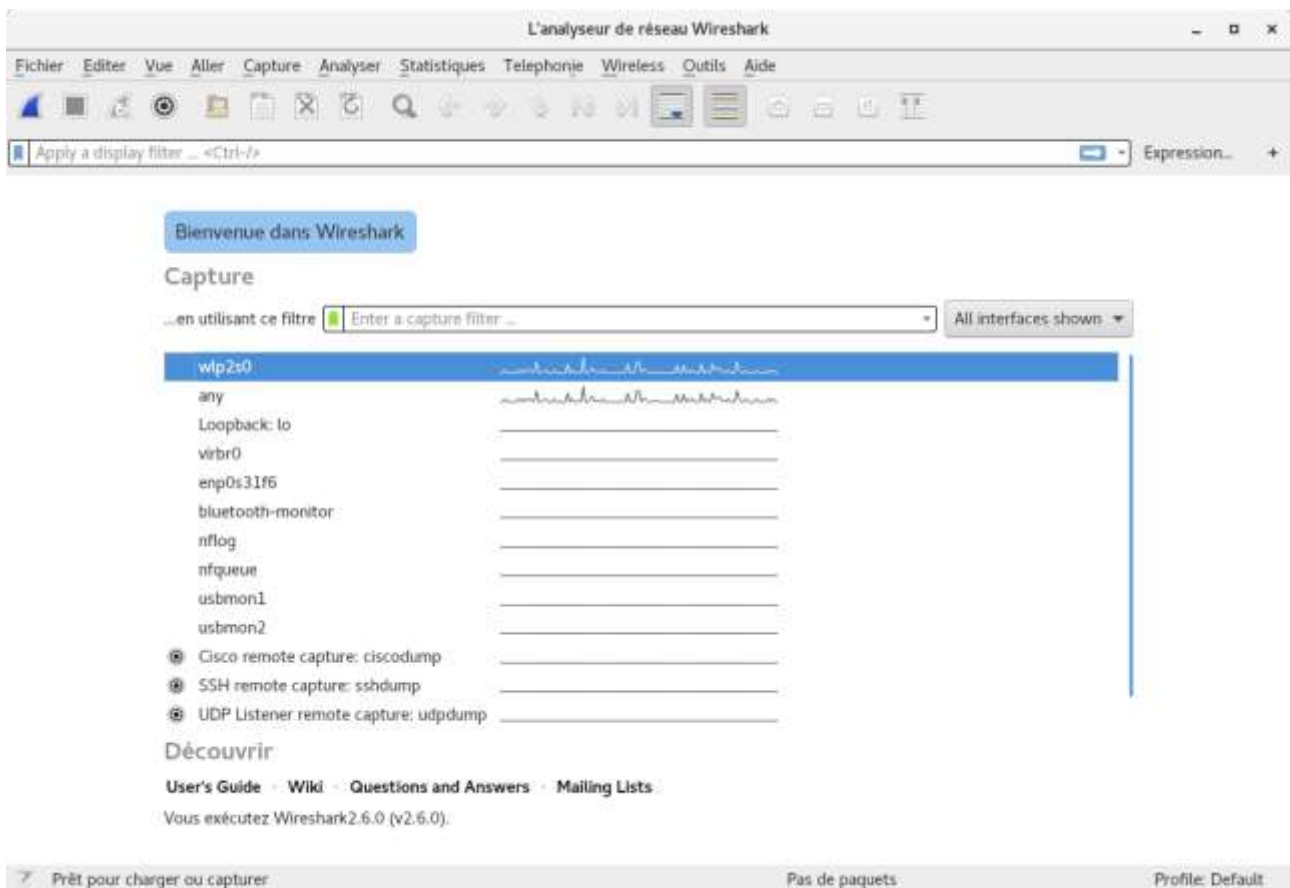 L'analyseur de réseau Wireshark
Fichier Editer Vue Aller Capture Analyser Statistiques Telephonie Wireless Outils Aide
Apply a display filter ... <Ctrl-/> Expression... +
Bienvenue dans Wireshark
Capture
...en utilisant ce filtre Enter a capture filter ... All interfaces shown
wlp2s0
any
Loopback: lo
virbr0
enp0s31f6
bluetooth-monitor
nflog
nfqueue
usbmon1
usbmon2
Cisco remote capture: ciscodump
SSH remote capture: sshdump
UDP Listener remote capture: udpdump
Découvrir
User's Guide · Wiki · Questions and Answers · Mailing Lists
Vous exécutez Wireshark2.6.0 (v2.6.0).
Prêt pour charger ou capturer Pas de paquets Profile: Default